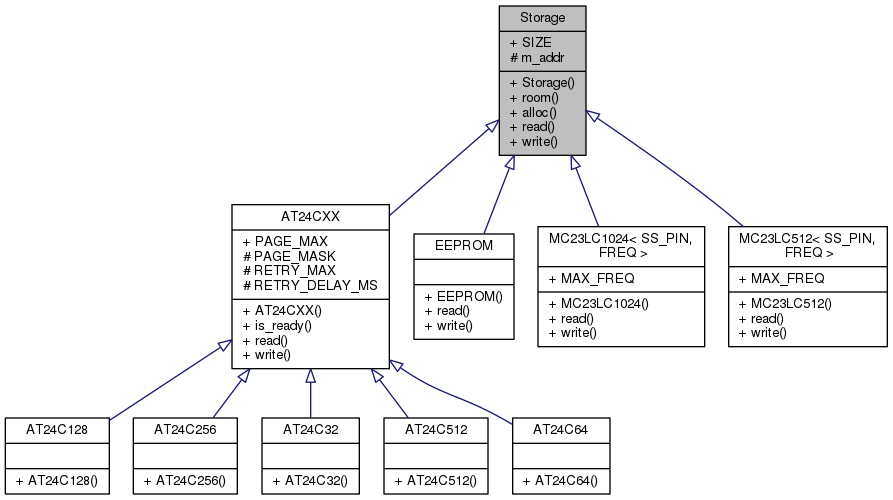 Storage
+ SIZE
# m_addr
+ Storage()
+ room()
+ alloc()
+ read()
+ write()
AT24CXX
+ PAGE_MAX
# PAGE_MASK
# RETRY_MAX
# RETRY_DELAY_MS
+ AT24CXX()
+ is_ready()
+ read()
+ write()
EEPROM
+ EEPROM()
+ read()
+ write()
MC23LC1024< SS_PIN,
FREQ >
+ MAX_FREQ
+ MC23LC1024()
+ read()
+ write()
MC23LC512< SS_PIN,
FREQ >
+ MAX_FREQ
+ MC23LC512()
+ read()
+ write()
AT24C128
+ AT24C128()
AT24C256
+ AT24C256()
AT24C32
+ AT24C32()
AT24C512
+ AT24C512()
AT24C64
+ AT24C64()